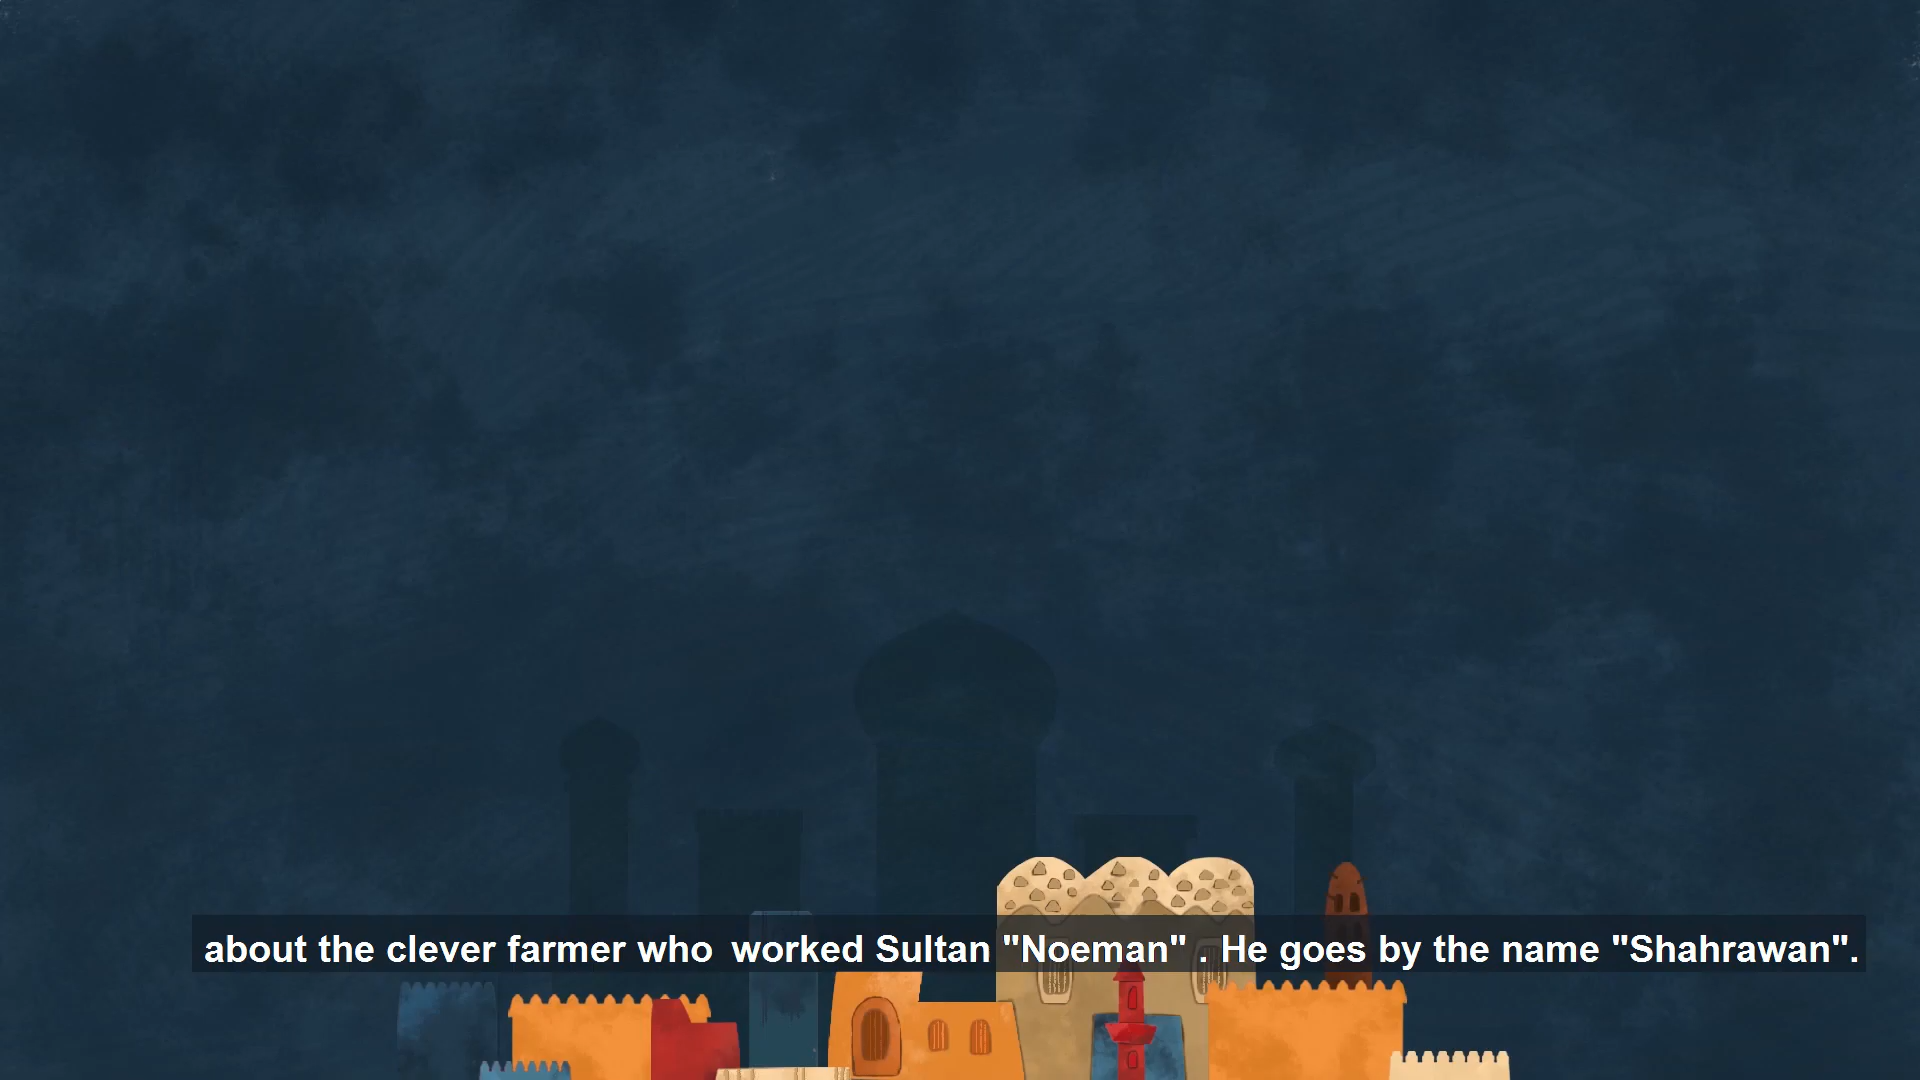 about the clever farmer who worked Sultan "Noeman" . He goes by the name "Shahrawan".